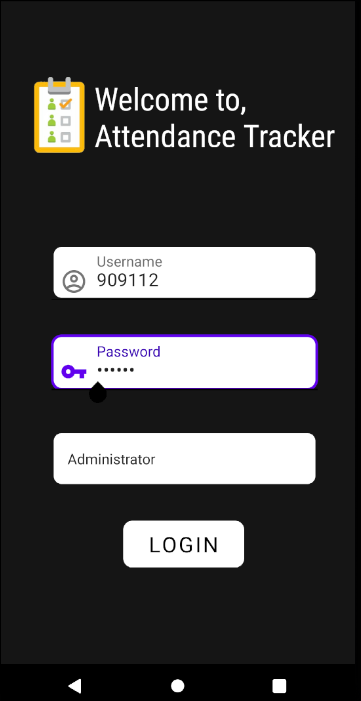 Welcome to,
Attendance Tracker
Username
909112
Password
••••••
Administrator
LOGIN